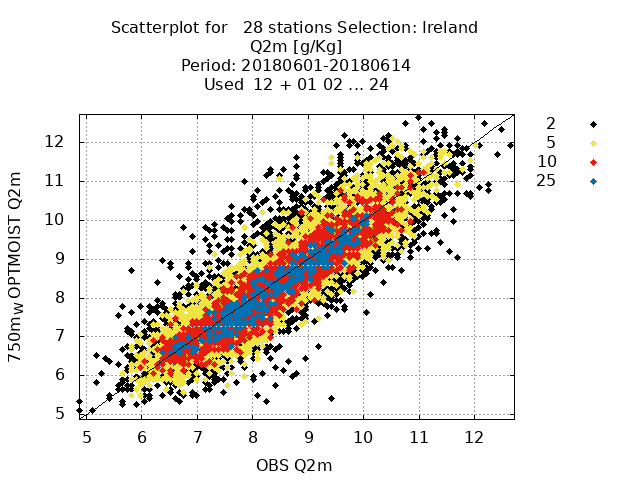 Scatterplot for 28 stations Selection: Ireland
Q2m [g/Kg]
Period: 20180601-20180614
Used 12 + 01 02 ... 24
2
5
10
25
12
11
10
9
8
7
6
5
750mWOPTMOIST Q2m
5 6 7 8 9 10 11 12
OBS Q2m